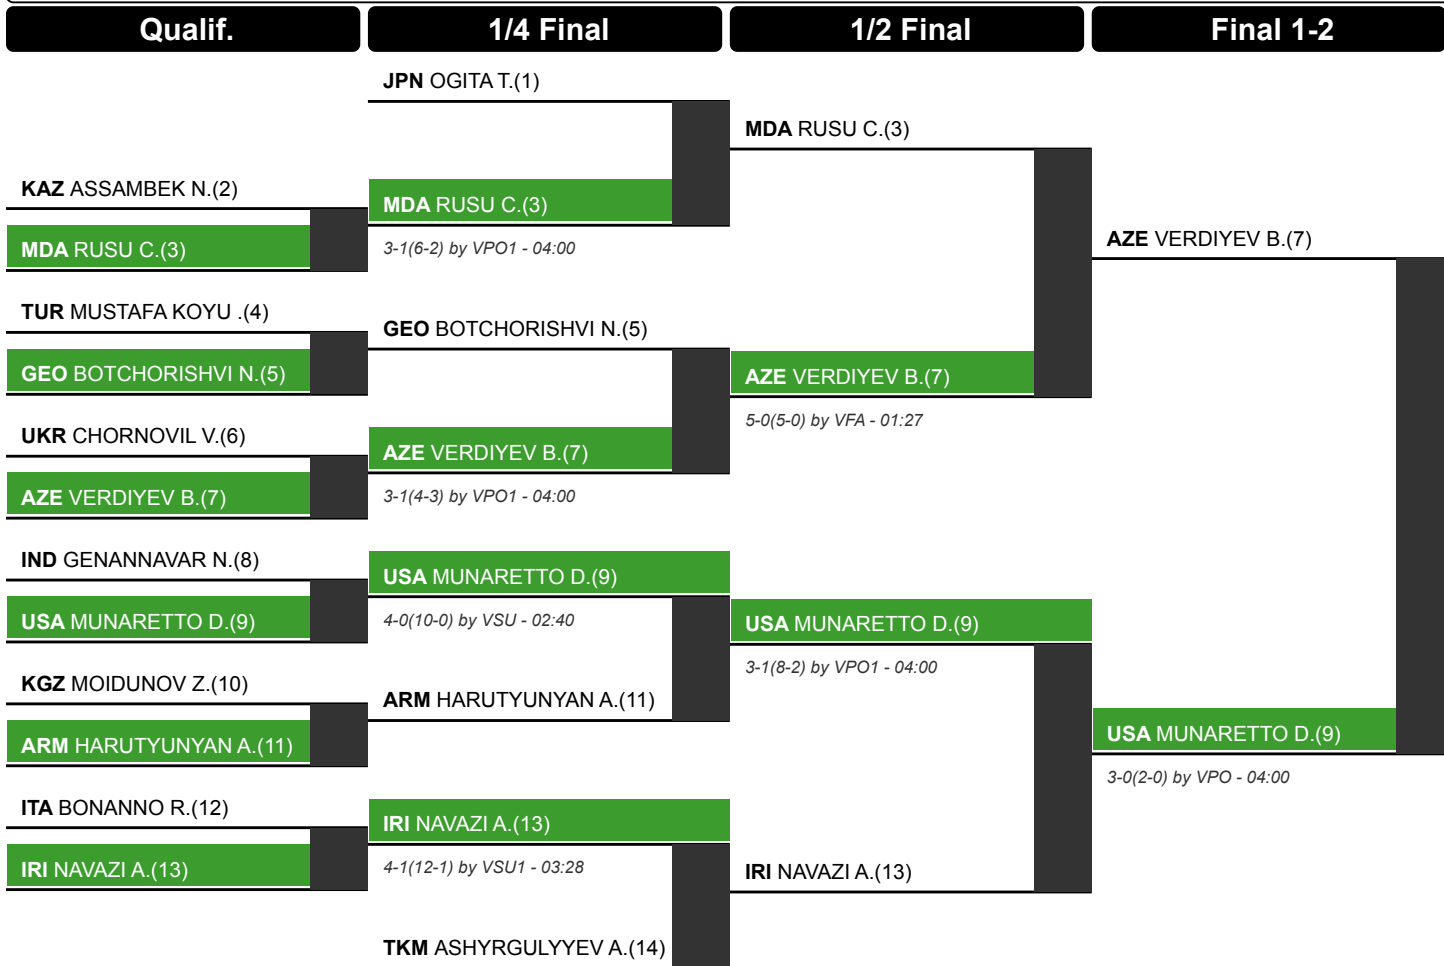 Qualif.
1/4 Final
1/2 Final
Final 1-2
KAZ ASSAMBEK N.(2)
MDA RUSU C.(3)
TUR MUSTAFA KOYU .(4)
GEO BOTCHORISHVI N.(5)
UKR CHORNOVIL V.(6)
AZE VERDIYEV B.(7)
IND GENANNAVAR N.(8)
USA MUNARETTO D.(9)
KGZ MOIDUNOV Z.(10)
ARM HARUTYUNYAN A.(11)
ITA BONANNO R.(12)
IRI NAVAZI A.(13)
JPN OGITA T.(1)
MDA RUSU C.(3)
3-1(6-2) by VPO1 - 04:00
GEO BOTCHORISHVI N.(5)
AZE VERDIYEV B.(7)
3-1(4-3) by VPO1 - 04:00
USA MUNARETTO D.(9)
4-0(10-0) by VSU - 02:40
ARM HARUTYUNYAN A.(11)
IRI NAVAZI A.(13)
4-1(12-1) by VSU1 - 03:28
TKM ASHYRGULYYEV A.(14)
MDA RUSU C.(3)
AZE VERDIYEV B.(7)
5-0(5-0) by VFA - 01:27
USA MUNARETTO D.(9)
3-1(8-2) by VPO1 - 04:00
IRI NAVAZI A.(13)
AZE VERDIYEV B.(7)
USA MUNARETTO D.(9)
3-0(2-0) by VPO - 04:00